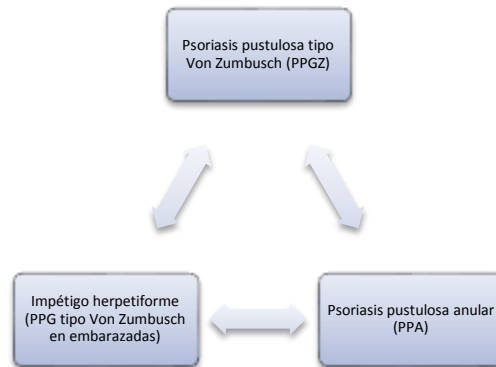 Psoriasis pustulosa tipo
Von Zumbusch (PPGZ)
Impétigo herpetiforme
(PPG tipo Von Zumbusch
en embarazadas)
Psoriasis pustulosa anular
(PPA)